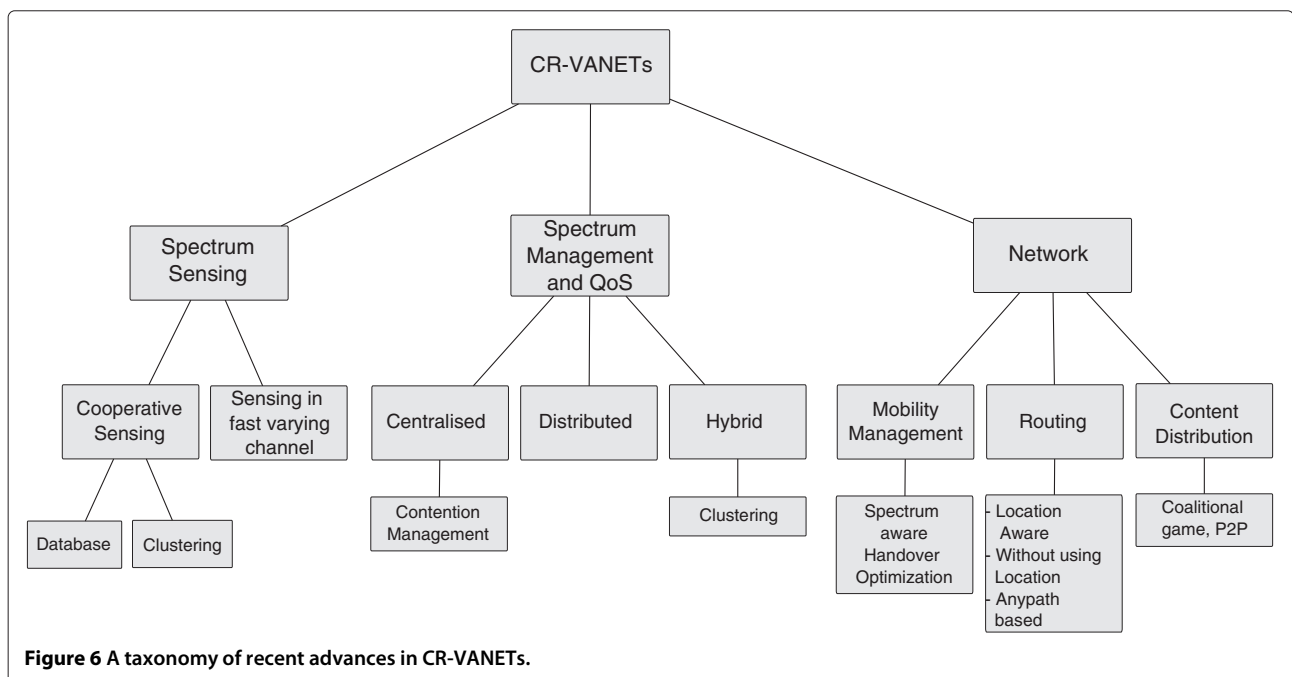 CR-VANETs
Spectrum
Sensing
Spectrum
Management
and QoS
Network
Cooperative
Sensing
Sensing in
fast varying
channel
Centralised
Distributed
Hybrid
Mobility
Management
Routing
Content
Distribution
Database
Clustering
Contention
Management
Clustering
Spectrum
aware
Handover
Optimization
- Location
Aware
- Without using
Location
- Anypath
based
Coalitional
game, P2P
Figure 6 A taxonomy of recent advances in CR-VANETs.